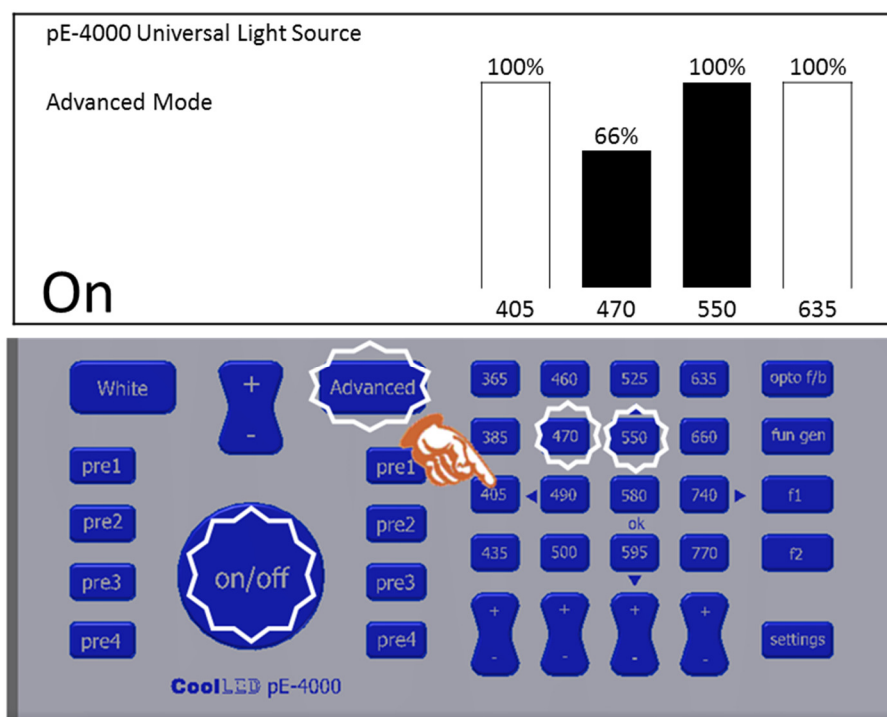 pE-4000 Universal Light Source
Advanced Mode
100% 100% 100%
66%
On
405 470 550 635
White + Advanced 365 460 525 635 opto f/b
-
pre1 pre1 385 470 550 660 fun gen
pre2 pre2 405 490 580 740 f1
ok
on/off
pre3 pre3 435 500 595 770 f2
+ + + +
pre4 pre4 - - - - settings
CoolLED pE-4000